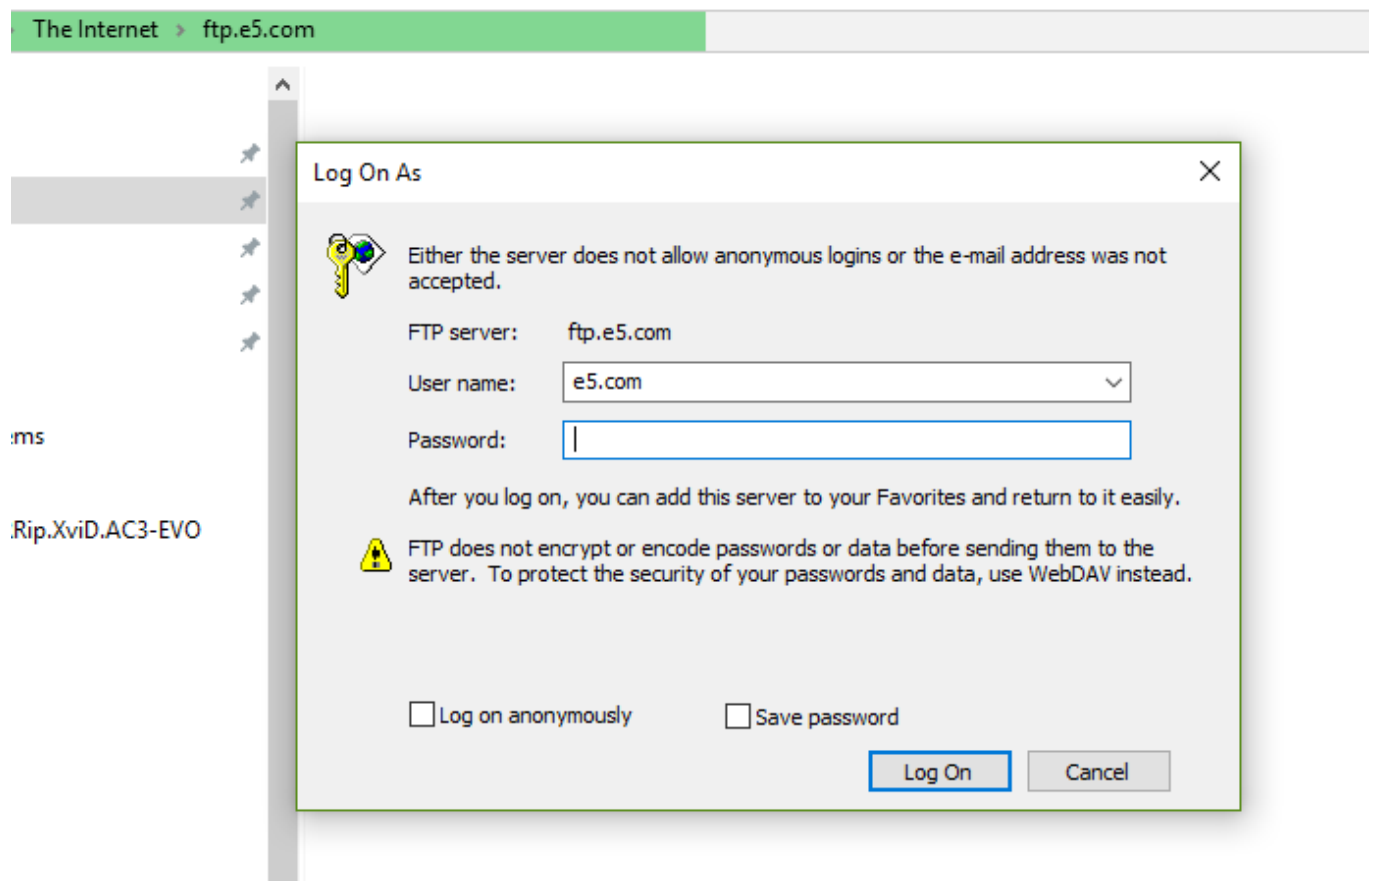 The Internet > ftp.e5.com
Log On As
Either the server does not allow anonymous logins or the e-mail address was not
accepted.
FTP server: ftp.e5.com
User name: e5.com
Password:
After you log on, you can add this server to your Favorites and return to it easily.
FTP does not encrypt or encode passwords or data before sending them to the
server. To protect the security of your passwords and data, use WebDAV instead.
Log on anonymously Save password
Log On Cancel
ems
Rip.XviD.AC3-EVO